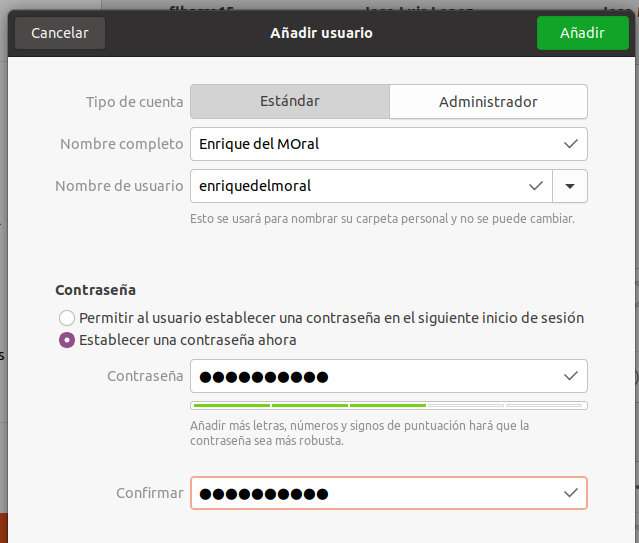 Cancelar Añadir usuario Añadir
Tipo de cuenta Estándar Administrador
Nombre completo Enrique del MOral
Nombre de usuario enriquedelmoral
Esto se usará para nombrar su carpeta personal y no se puede cambiar.
Contraseña
Permitir al usuario establecer una contraseña en el siguiente inicio de sesión
Establecer una contraseña ahora
Contraseña ●●●●●●●●●●
Añadir más letras, números y signos de puntuación hará que la
contraseña sea más robusta.
Confirmar ●●●●●●●●●●